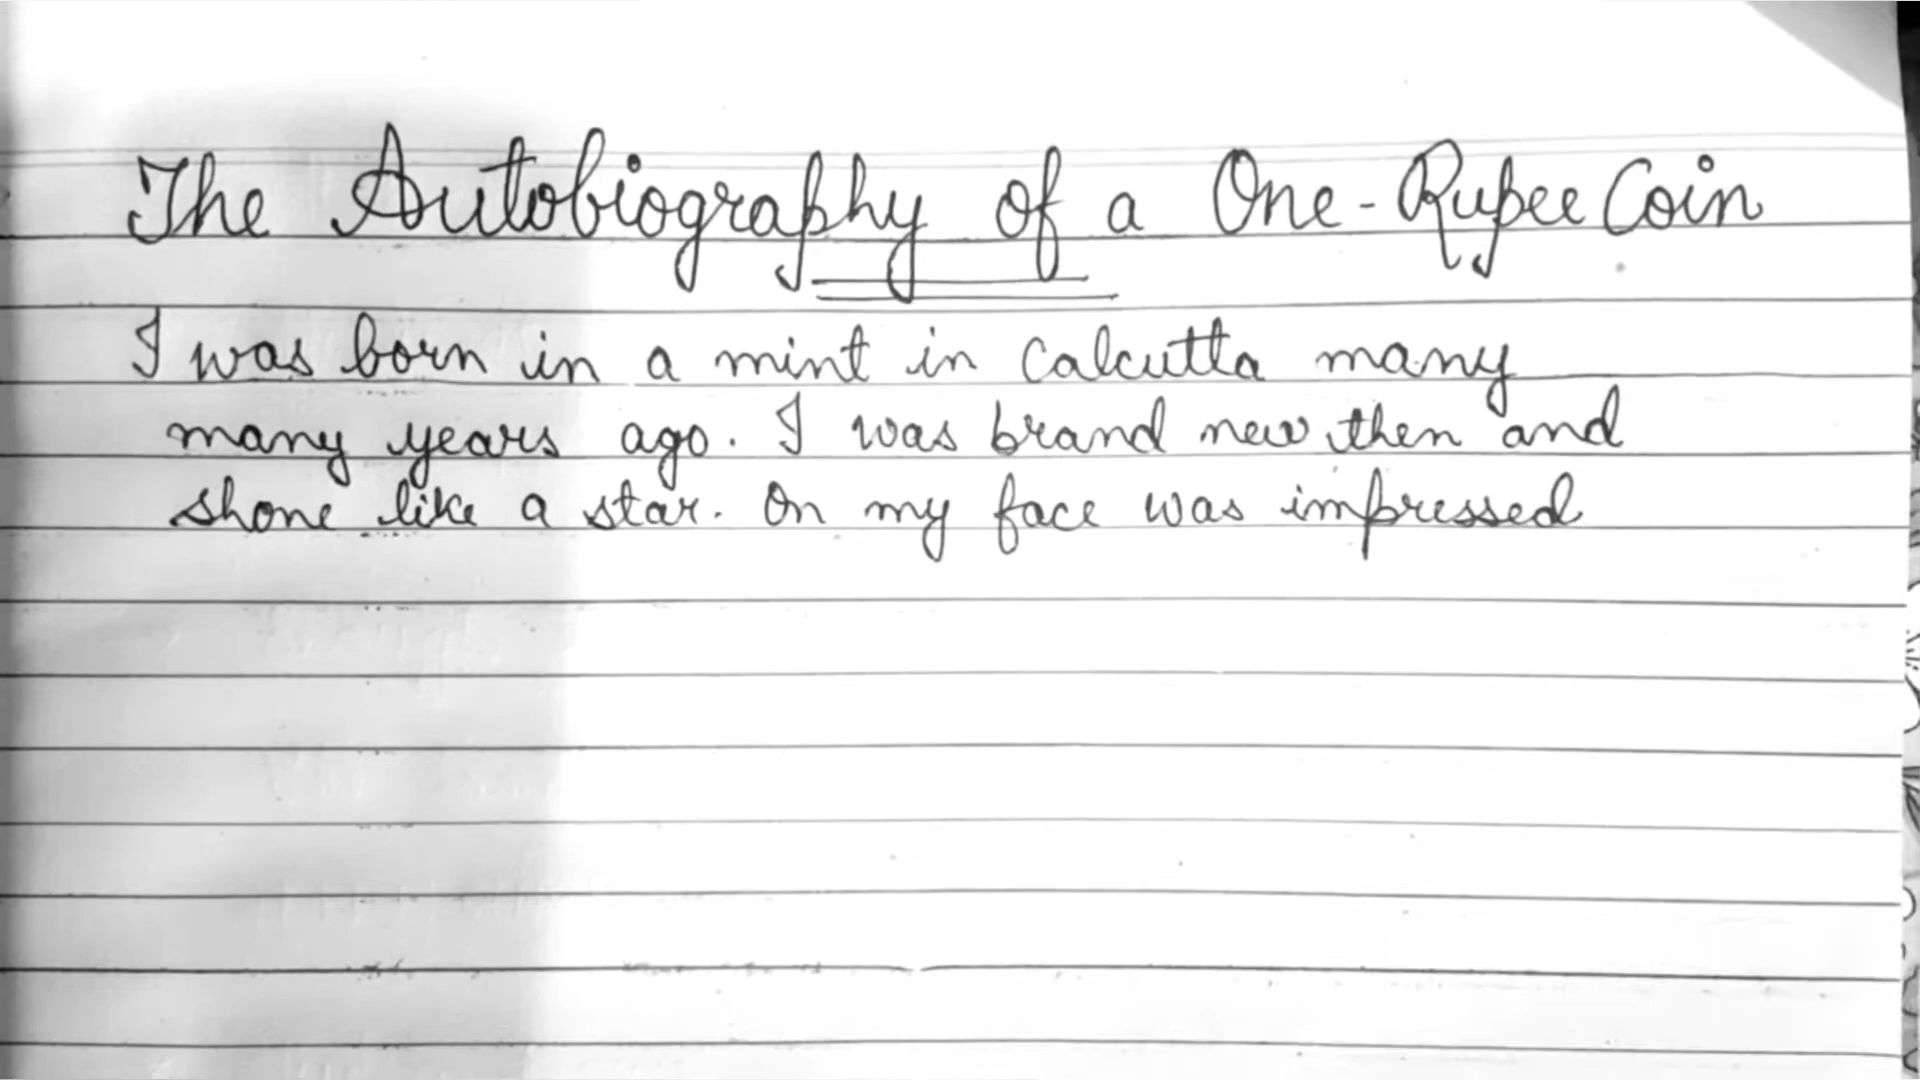 The Autobiography of a One-Rupee Coin
I was born in a mint in Calcutta many
many years ago. I was brand new then and
shone like a star. On my face was impressed